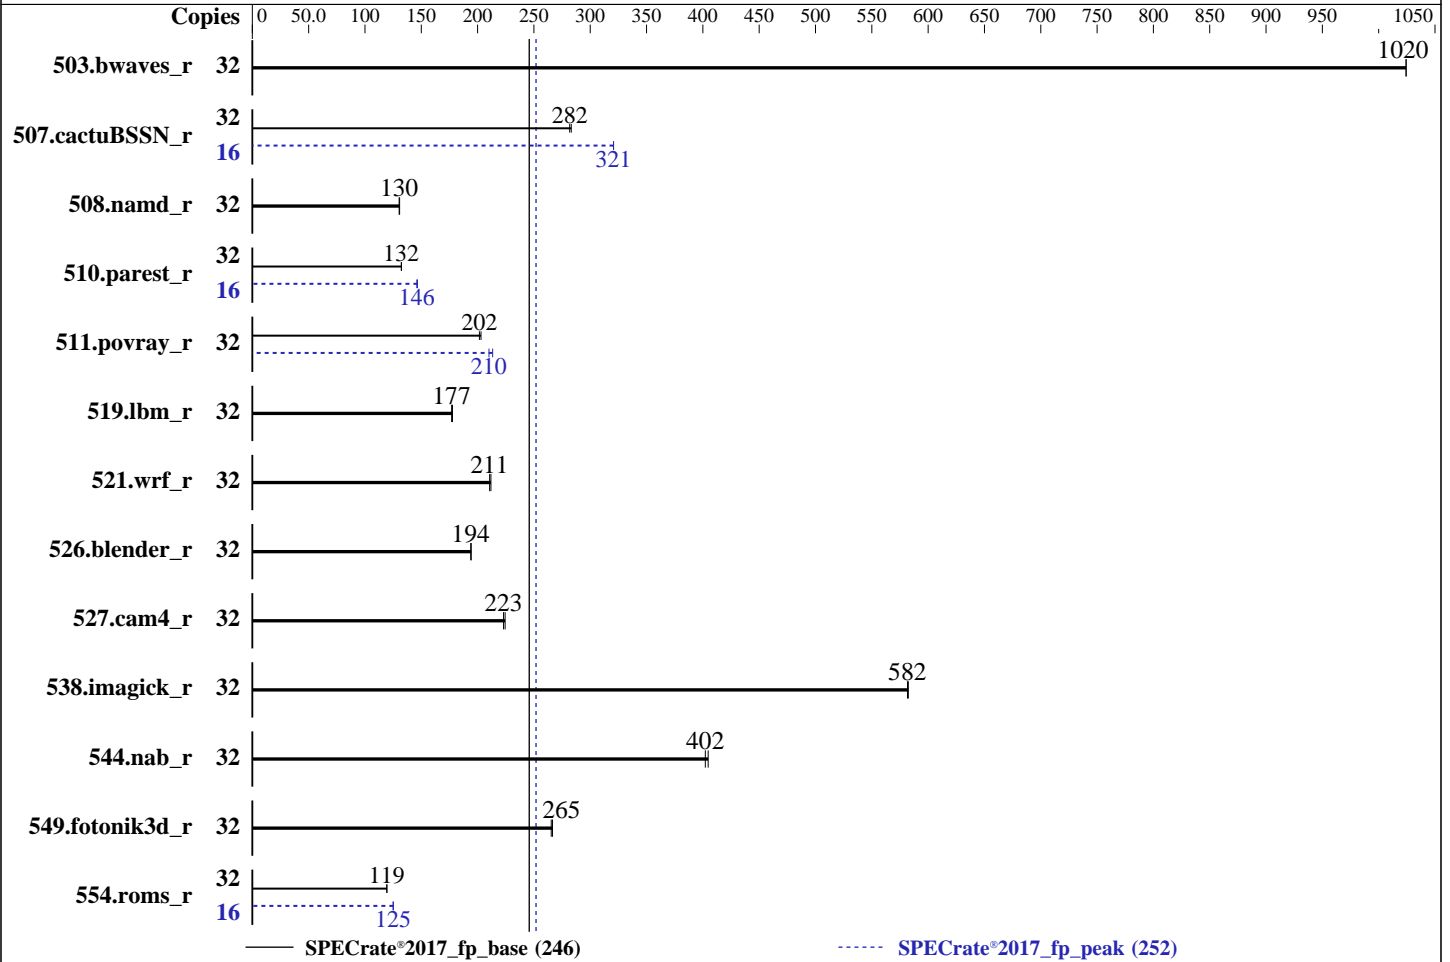 Copies 0 50.0 100 150 200 250 300 350 400 450 500 550 600 650 700 750 800 850 900 950 1050
503.bwaves_r 32 1020
507.cactuBSSN_r 32 282
16 321
508.namd_r 32 130
510.parest_r 32 132
16 146
511.povray_r 32 202
210
519.lbm_r 32 177
521.wrf_r 32 211
526.blender_r 32 194
527.cam4_r 32 223
538.imagick_r 32 582
544.nab_r 32 402
549.fotonik3d_r 32 265
554.roms_r 32 119
16 125
SPECrate®2017_fp_base (246) SPECrate®2017_fp_peak (252)